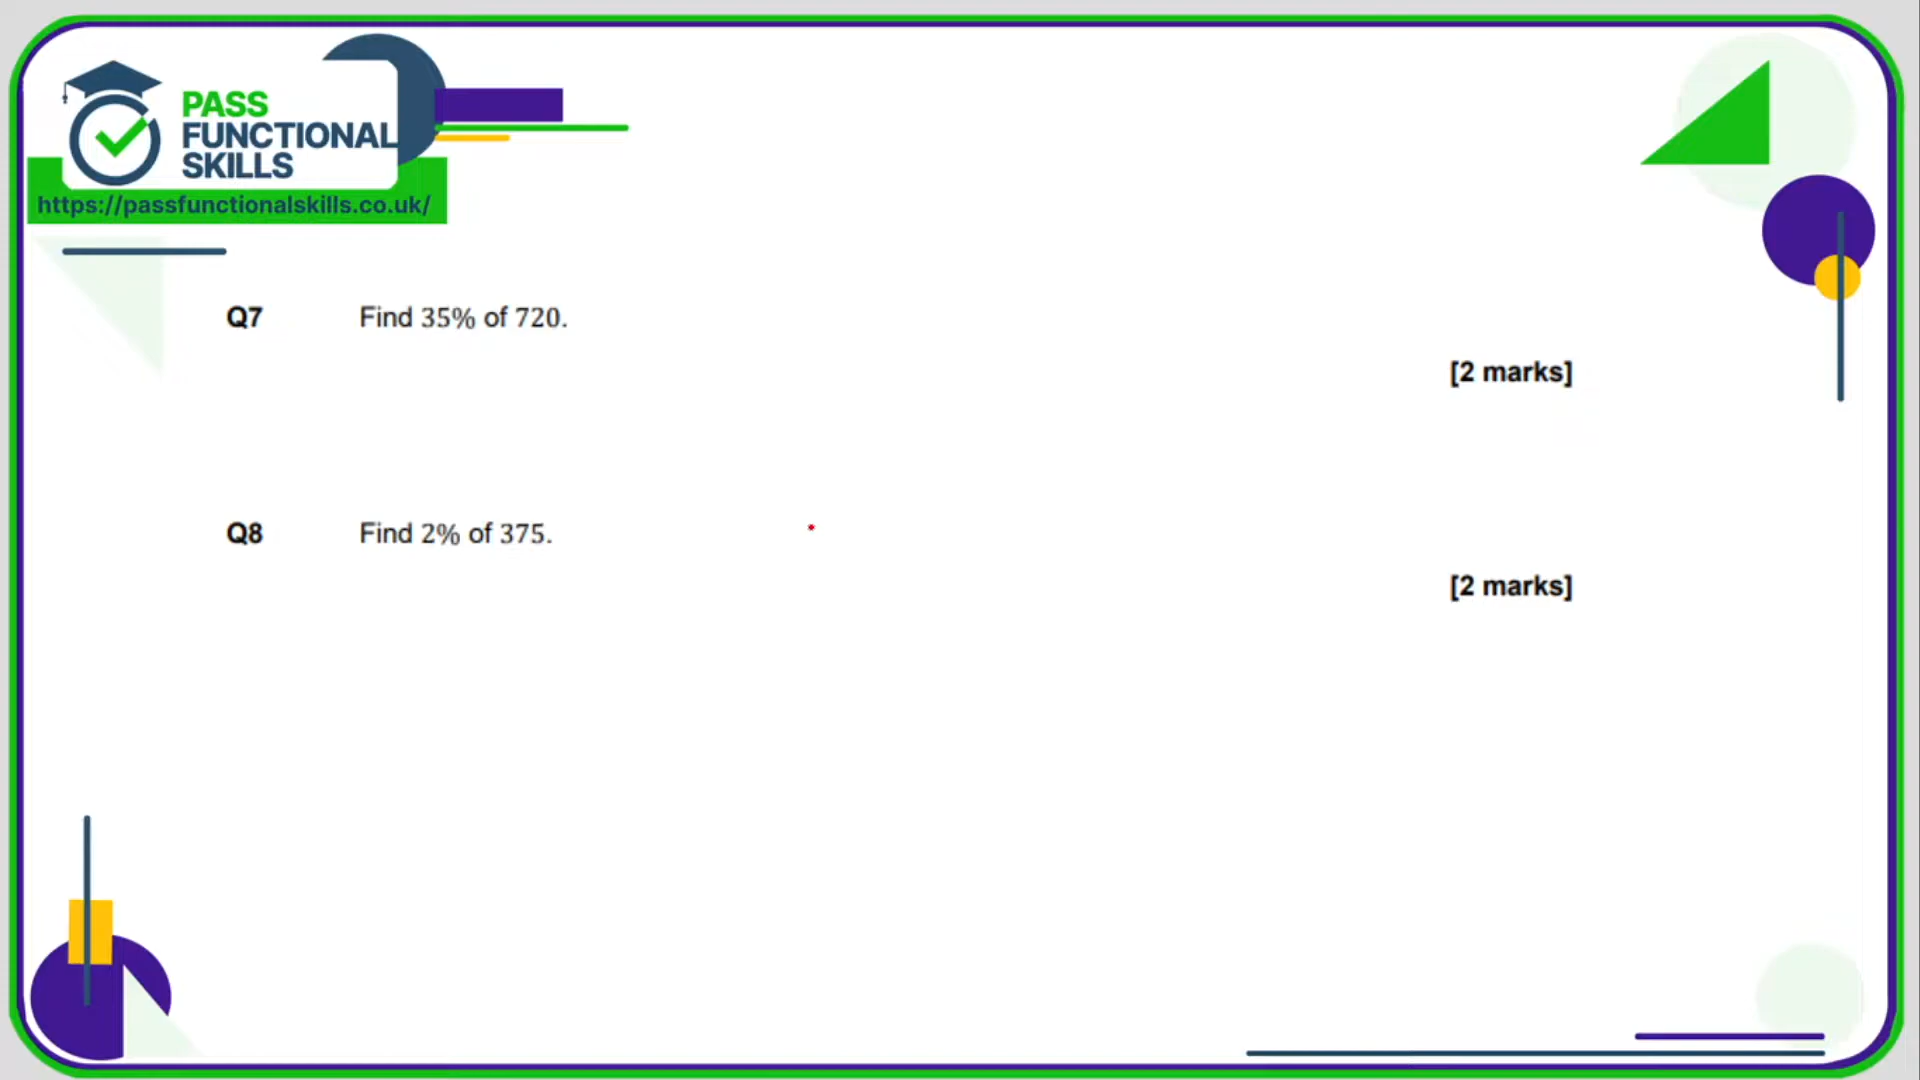 PASS
FUNCTIONAL
SKILLS
https://passfunctionalskills.co.uk/
Q7 Find 35% of 720.
[2 marks]
Q8 Find 2% of 375.
[2 marks]